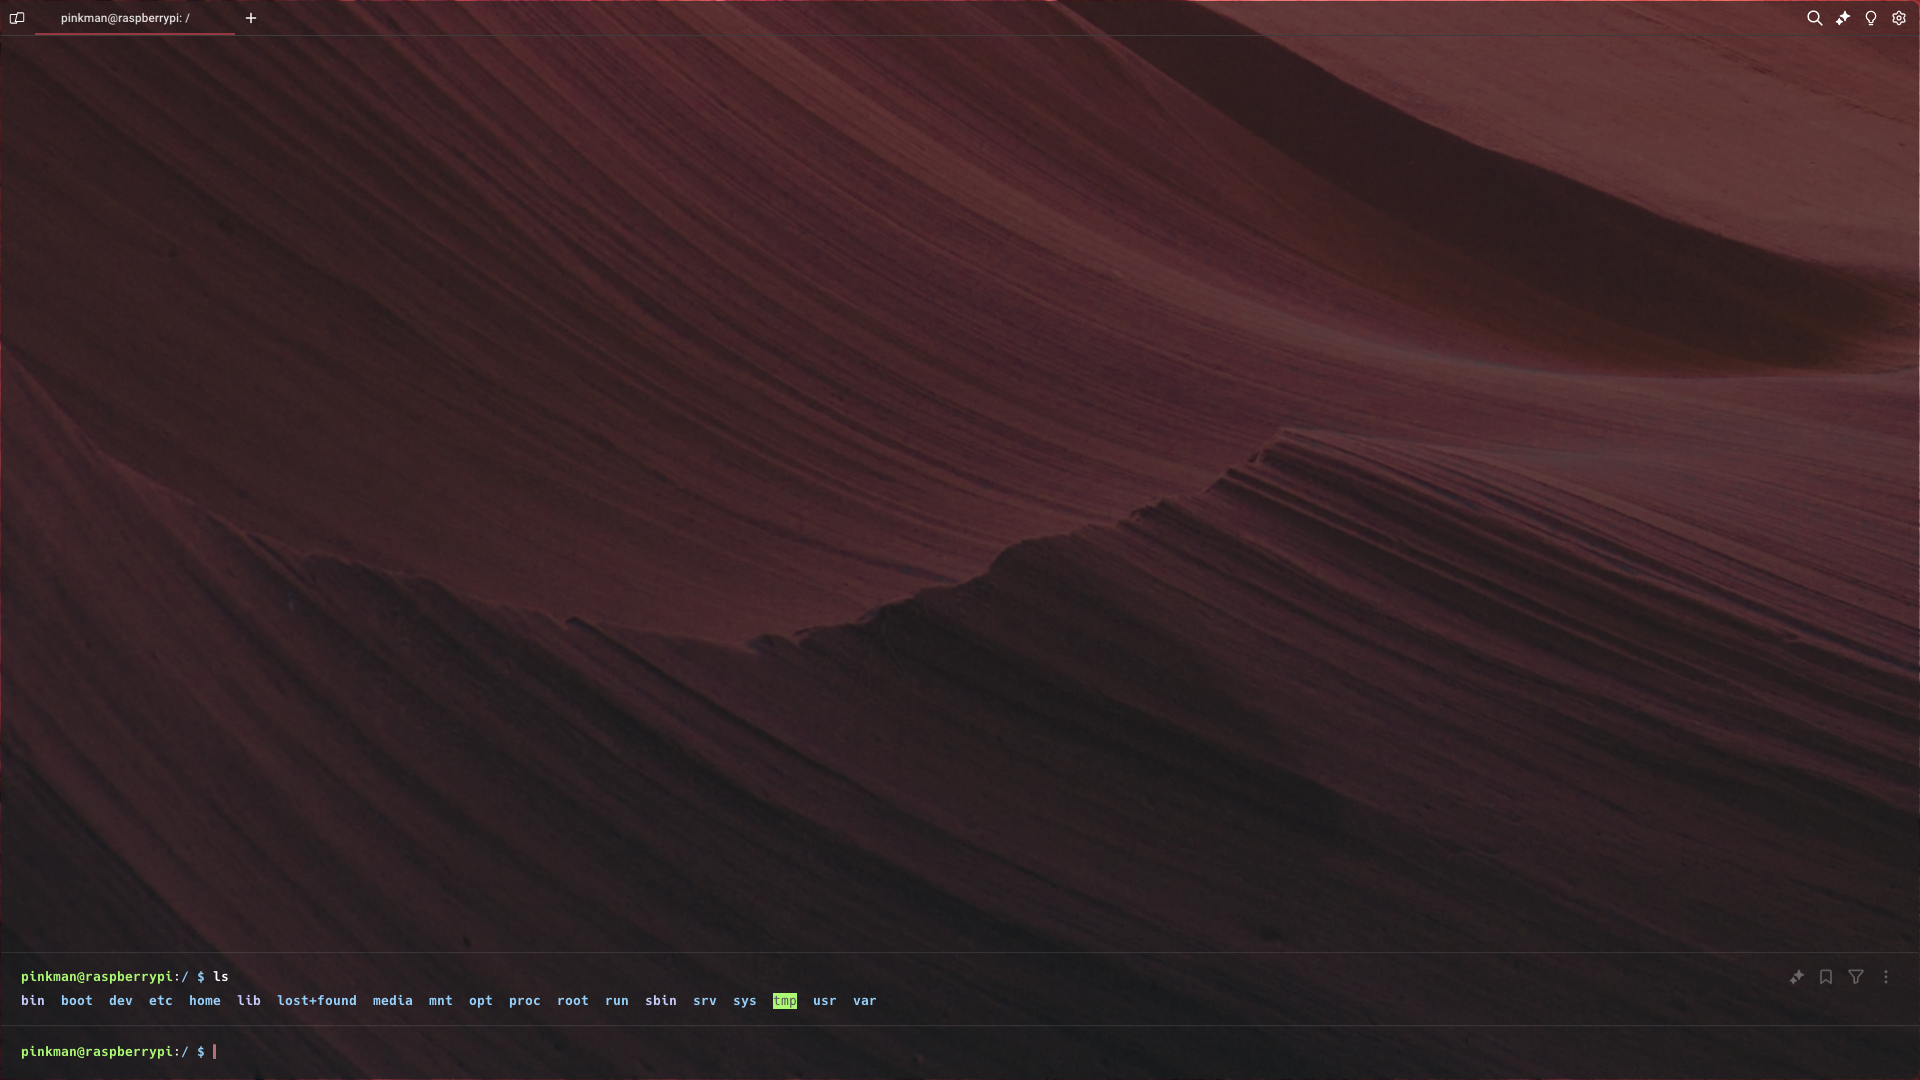 pinkman@raspberrypi: /
pinkman@raspberrypi:/ $ ls
bin boot dev etc home lib lost+found media mnt opt proc root run sbin srv sys tmp usr var
pinkman@raspberrypi:/ $